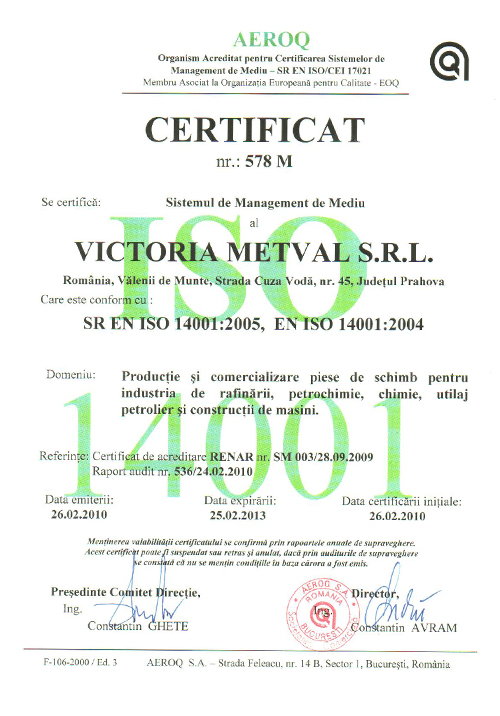 AEROQ
Organism Acreditat pentru Certificarea Sistemelor de
Management de Mediu – SR EN ISO/CEI 17021
Membru Asociat la Organizația Europeană pentru Calitate - EOQ
CERTIFICAT
nr.: 578 M
Se certifică: Sistemul de Management de Mediu
al
ISO
VICTORIA METVAL S.R.L.
România, Vălenii de Munte, Strada Cuza Vodă, nr. 45, Județul Prahova
Care este conform cu :
SR EN ISO 14001:2005, EN ISO 14001:2004
Domeniu: Producție și comercializare piese de schimb pentru
industria de rafinării, petrochimie, chimie, utilaj
petrolier și construcții de masini.
14001
Referințe: Certificat de acreditare RENAR nr. SM 003/28.09.2009
Raport audit nr. 536/24.02.2010
Data emiterii: Data expirării: Data certificării inițiale:
26.02.2010 25.02.2013 26.02.2010
Menținerea valabilității certificatului se confirmă prin rapoartele anuale de supraveghere.
Acest certificat poate fi suspendat sau retras și anulat, dacă prin auditurile de supraveghere
se constată că nu se mențin condițiile în baza cărora a fost emis.
Președinte Comitet Direcție, Director,
Ing. Ing.
Constantin GHETE Constantin AVRAM
AEROQ S.A.
ROMANIA
BUCUREȘTI
F-106-2000 / Ed. 3 AEROQ S.A. – Strada Feleacu, nr. 14 B, Sector 1, București, România